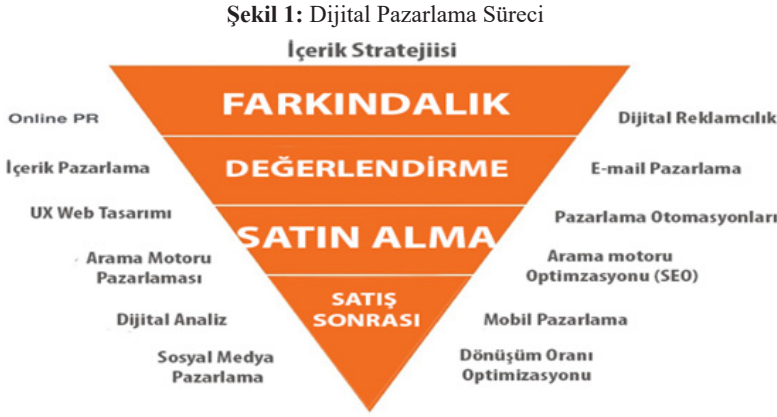 Şekil 1: Dijital Pazarlama Süreci
İçerik Stratejiisi
FARKINDALIK
Online PR
Dijital Reklamcılık
DEĞERLENDİRME
İçerik Pazarlama
E-mail Pazarlama
UX Web Tasarımı
Pazarlama Otomasyonları
SATIN ALMA
Arama Motoru
Pazarlaması
Arama motoru
Optimzasyonu (SEO)
SATIŞ
SONRASI
Dijital Analiz
Mobil Pazarlama
Sosyal Medya
Pazarlama
Dönüşüm Oranı
Optimizasyonu